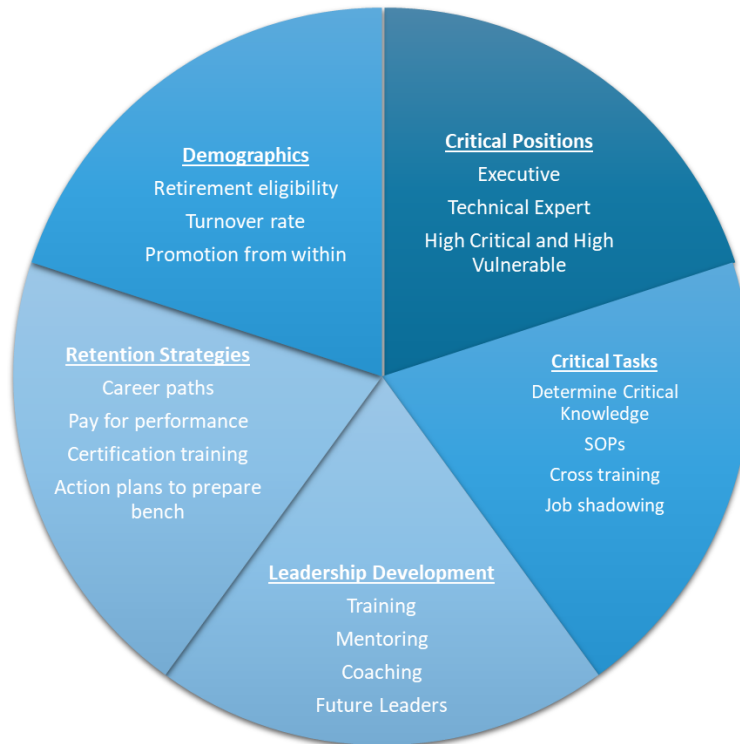 Demographics
Retirement eligibility
Turnover rate
Promotion from within
Critical Positions
Executive
Technical Expert
High Critical and High
Vulnerable
Critical Tasks
Determine Critical
Knowledge
SOPs
Cross training
Job shadowing
Leadership Development
Training
Mentoring
Coaching
Future Leaders
Retention Strategies
Career paths
Pay for performance
Certification training
Action plans to prepare
bench